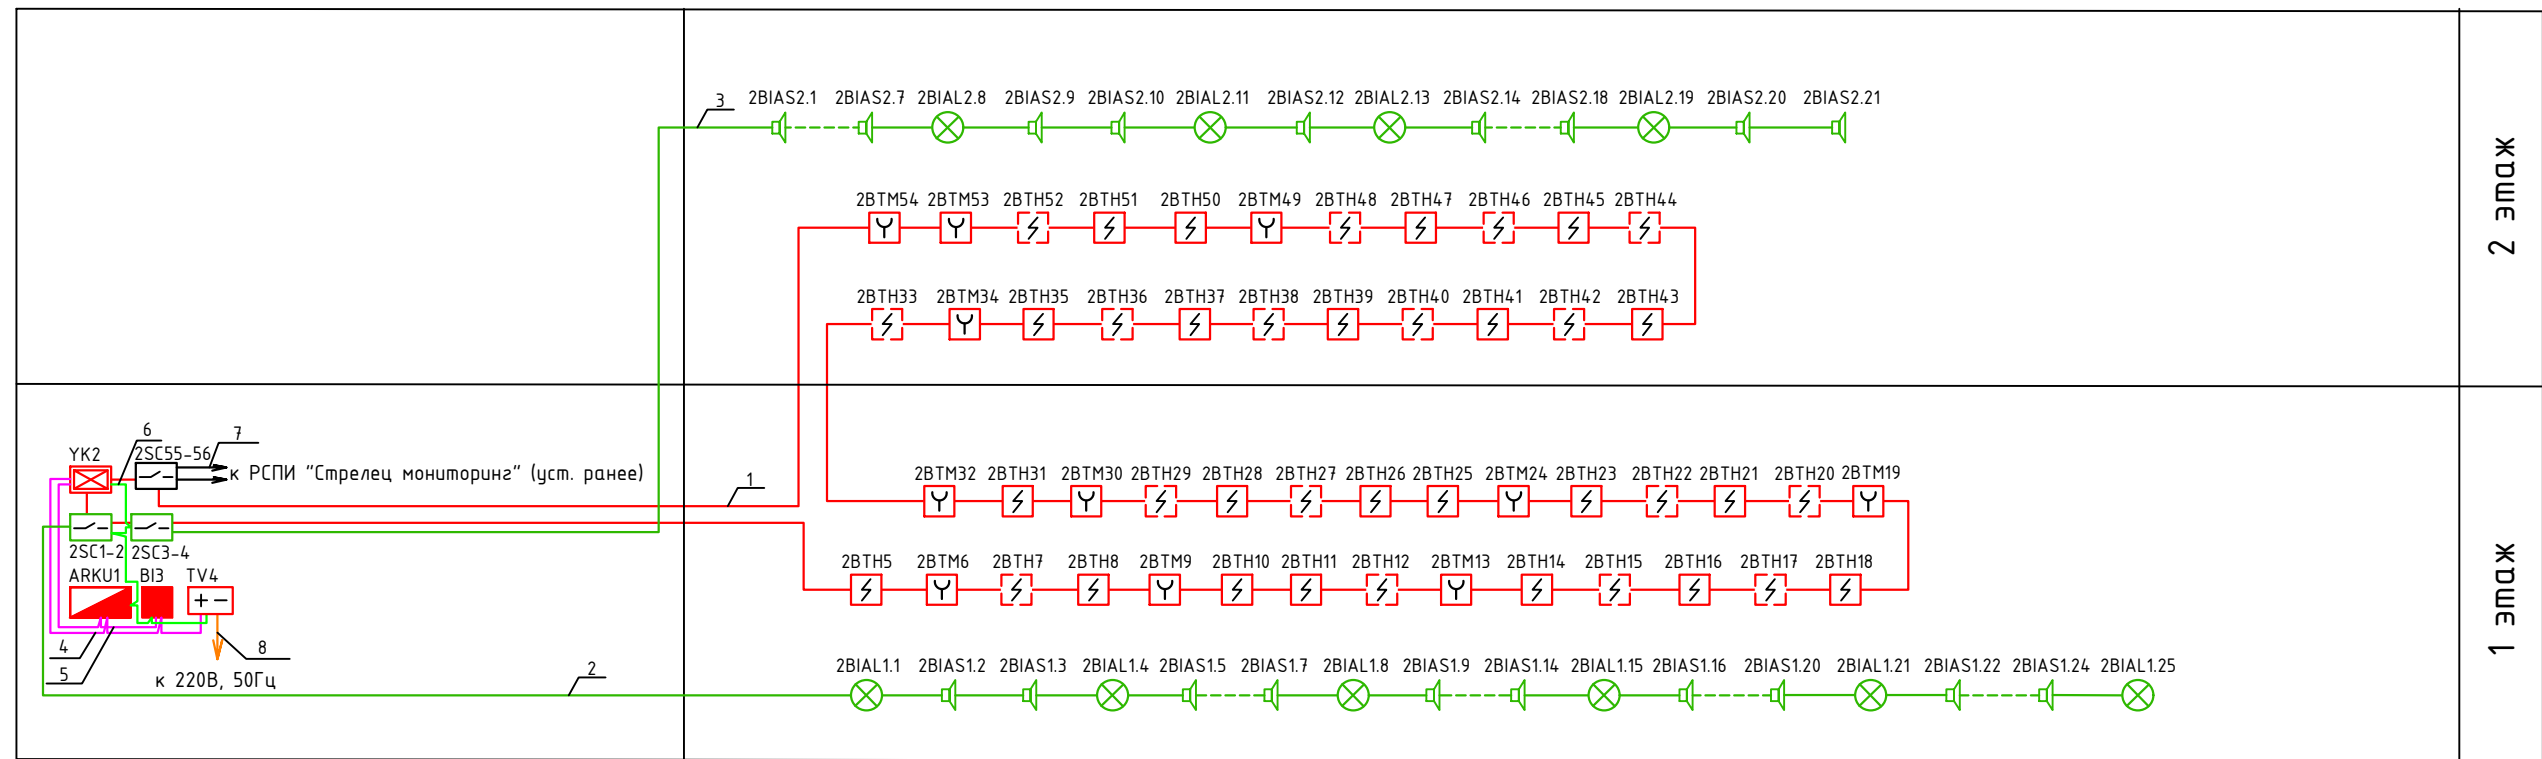 3 2BIAS2.1 2BIAS2.7 2BIAL2.8 2BIAS2.9 2BIAS2.10 2BIAL2.11 2BIAS2.12 2BIAL2.13 2BIAS2.14 2BIAS2.18 2BIAL2.19 2BIAS2.20 2BIAS2.21
2BTM54 2BTM53 2BTH52 2BTH51 2BTH50 2BTM49 2BTH48 2BTH47 2BTH46 2BTH45 2BTH44
2BTH33 2BTM34 2BTH35 2BTH36 2BTH37 2BTH38 2BTH39 2BTH40 2BTH41 2BTH42 2BTH43
2 этаж
6 7
YK2 2SC55-56
к РСПИ "Стрелец мониторинг" (уст. ранее)
1
2BTM32 2BTH31 2BTM30 2BTH29 2BTH28 2BTH27 2BTH26 2BTH25 2BTM24 2BTH23 2BTH22 2BTH21 2BTH20 2BTM19
2SC1-2 2SC3-4
2BTH5 2BTM6 2BTH7 2BTH8 2BTM9 2BTH10 2BTH11 2BTH12 2BTM13 2BTH14 2BTH15 2BTH16 2BTH17 2BTH18
ARKU1 BI3 TV4
+ −
4 8
5
к 220В, 50Гц
2
2BIAL1.1 2BIAS1.2 2BIAS1.3 2BIAL1.4 2BIAS1.5 2BIAS1.7 2BIAL1.8 2BIAS1.9 2BIAS1.14 2BIAL1.15 2BIAS1.16 2BIAS1.20 2BIAL1.21 2BIAS1.22 2BIAS1.24 2BIAL1.25
1 этаж